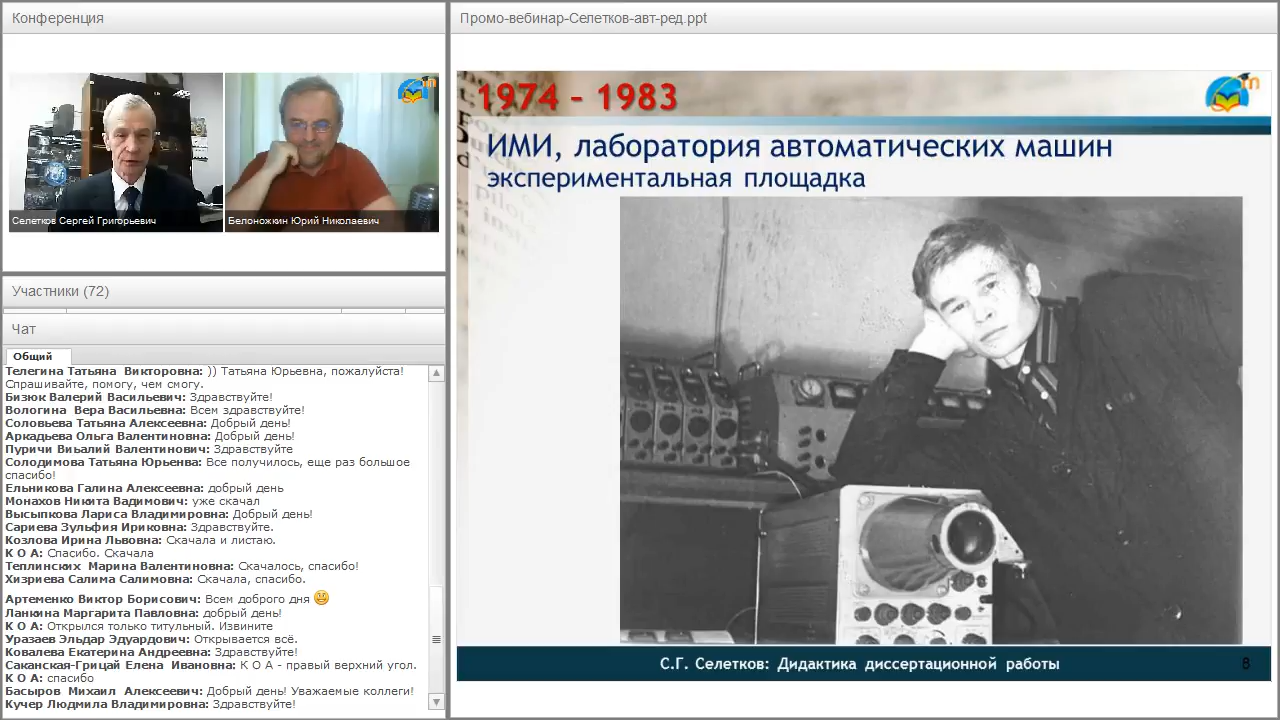 Конференция
Селетков Сергей Григорьевич
Белоножкин Юрий Николаевич
Участники (72)
Чат
Общий
Телегина Татьяна Викторовна: )) Татьяна Юрьевна, пожалуйста!
Спрашивайте, помогу, чем смогу.
Бизюк Валерий Васильевич: Здравствуйте!
Вологина Вера Васильевна: Всем здравствуйте!
Соловьева Татьяна Алексеевна: Добрый день!
Аркадьева Ольга Валентиновна: Добрый день!
Пуричи Виьалий Валентинович: Здравствуйте
Солодимова Татьяна Юрьенва: Все получилось, еще раз большое
спасибо!
Ельникова Галина Алексеевна: добрый день
Монахов Никита Вадимович: уже скачал
Высыпкова Лариса Владимировна: Добрый день!
Сариева Зульфия Ириковна: Здравствуйте.
Козлова Ирина Львовна: Скачала и листаю.
К О А: Спасибо. Скачала
Теплинских Марина Валентиновна: Скачалось, спасибо!
Хизриева Салима Салимовна: Скачала, спасибо.
Артеменко Виктор Борисович: Всем доброго дня
Ланкина Маргарита Павловна: добрый день!
К О А: Открылся только титульный. Извините
Уразаев Эльдар Эдуардович: Открывается всё.
Ковалева Екатерина Андреевна: Здравствуйте!
Саканская-Грицай Елена Ивановна: К О А - правый верхний угол.
К О А: спасибо
Басыров Михаил Алексеевич: Добрый день! Уважаемые коллеги!
Кучер Людмила Владимировна: Здравствуйте!
Промо-вебинар-Селетков-авт-ред.ppt
1974 - 1983
ИМИ, лаборатория автоматических машин
экспериментальная площадка
С.Г. Селетков: Дидактика диссертационной работы
8